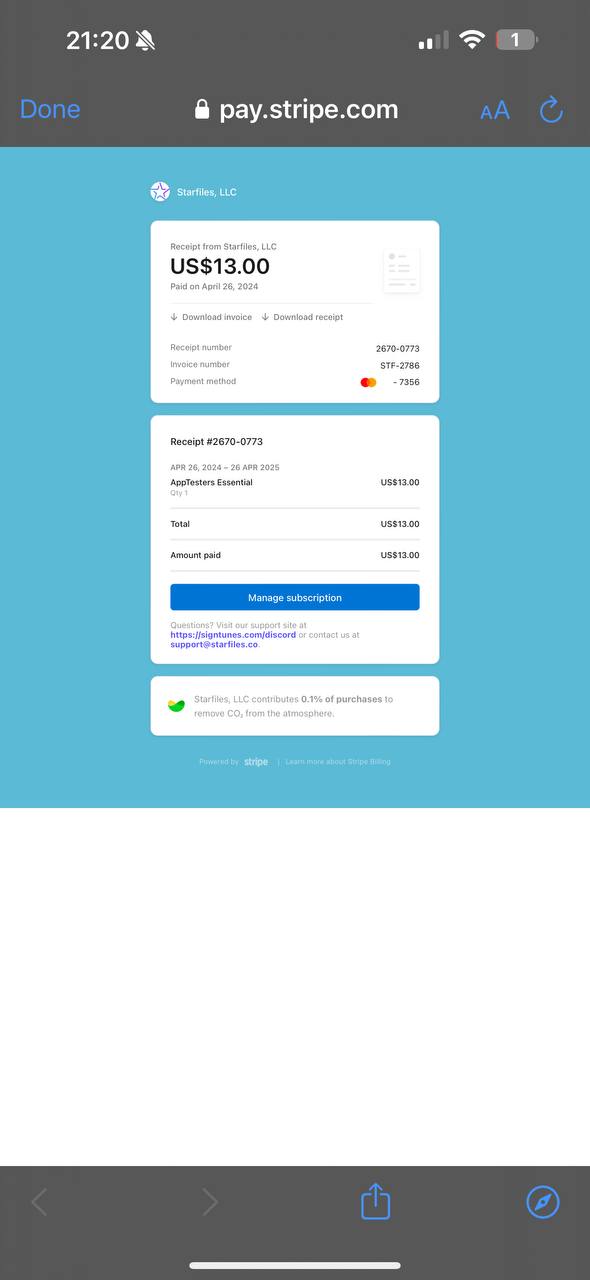 21:20
1
Done
pay.stripe.com
AA
Starfiles, LLC
Receipt from Starfiles, LLC
US$13.00
Paid on April 26, 2024
Download invoice Download receipt
Receipt number 2670-0773
Invoice number STF-2786
Payment method - 7356
Receipt #2670-0773
APR 26, 2024 – 26 APR 2025
AppTesters Essential US$13.00
Qty 1
Total US$13.00
Amount paid US$13.00
Manage subscription
Questions? Visit our support site at
https://signtunes.com/discord or contact us at
support@starfiles.co.
Starfiles, LLC contributes 0.1% of purchases to
remove CO₂ from the atmosphere.
Powered by stripe | Learn more about Stripe Billing